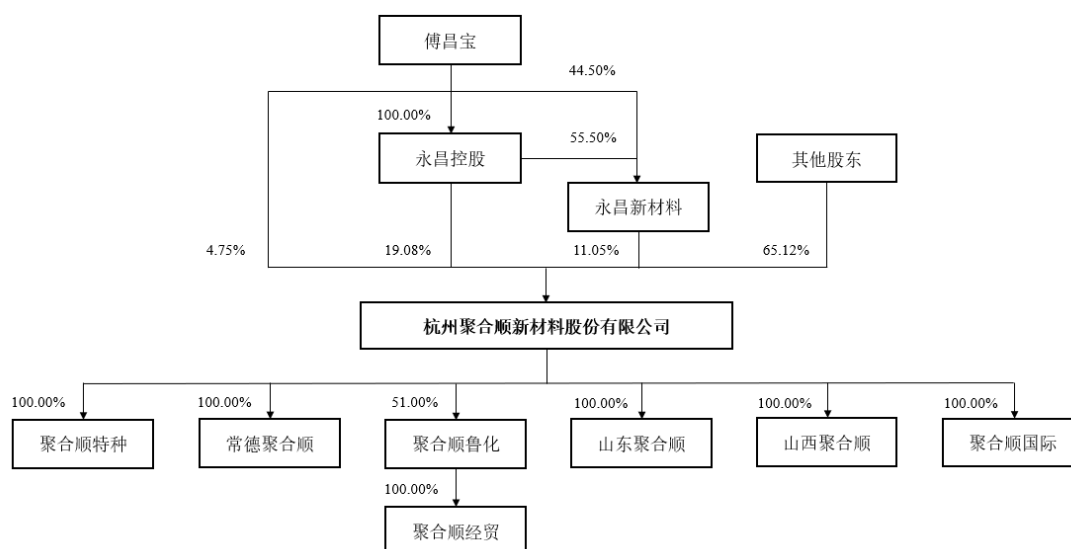 傅昌宝
44.50%
100.00%
永昌控股
55.50%
其他股东
永昌新材料
4.75%
19.08%
11.05%
65.12%
杭州聚合顺新材料股份有限公司
100.00%
100.00%
51.00%
100.00%
100.00%
100.00%
聚合顺特种
常德聚合顺
聚合顺鲁化
山东聚合顺
山西聚合顺
聚合顺国际
100.00%
聚合顺经贸